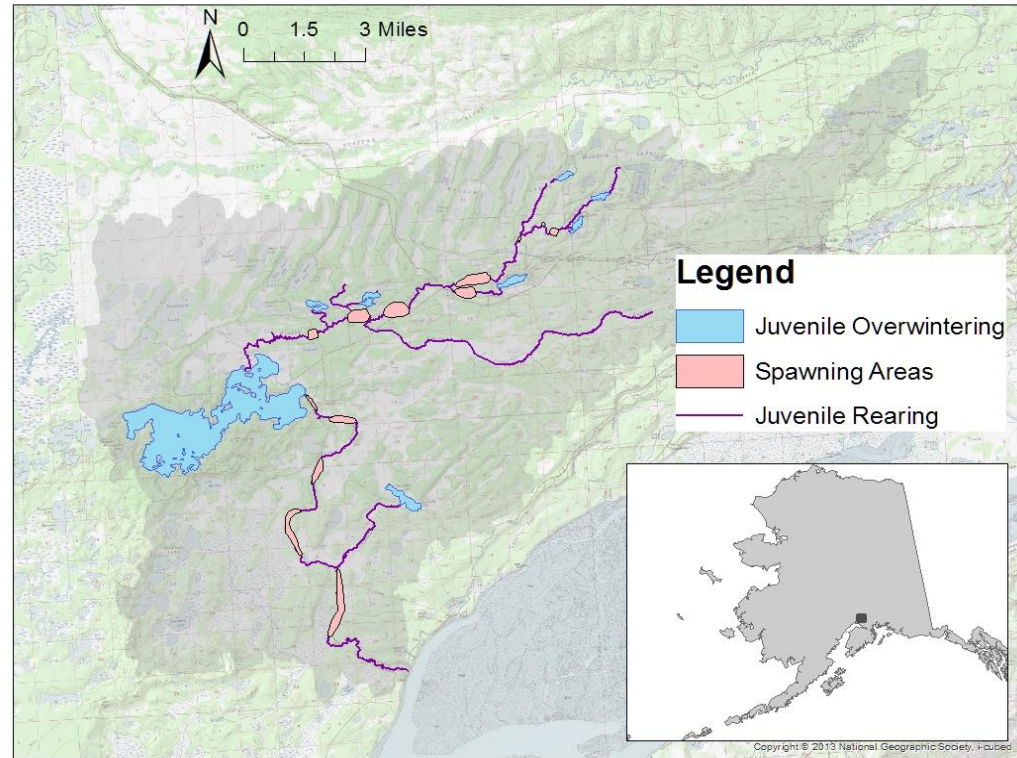 N
0 1.5 3 Miles
Legend
Juvenile Overwintering
Spawning Areas
Juvenile Rearing
Copyright © 2013 National Geographic Society, i-cubed